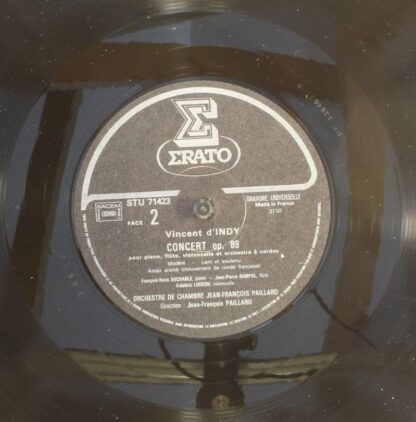 ERATO
SACEM
STU 71423
FACE 2
GRAVURE UNIVERSELLE
Made in France
Vincent d'INDY
CONCERT op. 89
pour piano, flûte, violoncelle et orchestre à cordes
Modéré Lent et soutenu
Assez animé (mouvement de ronde française)
François-René DUCHABLE, piano - Jean-Pierre RAMPAL, flûte
Frédéric LODEON, violoncelle
ORCHESTRE DE CHAMBRE JEAN-FRANÇOIS PAILLARD
Direction : Jean-François PAILLARD